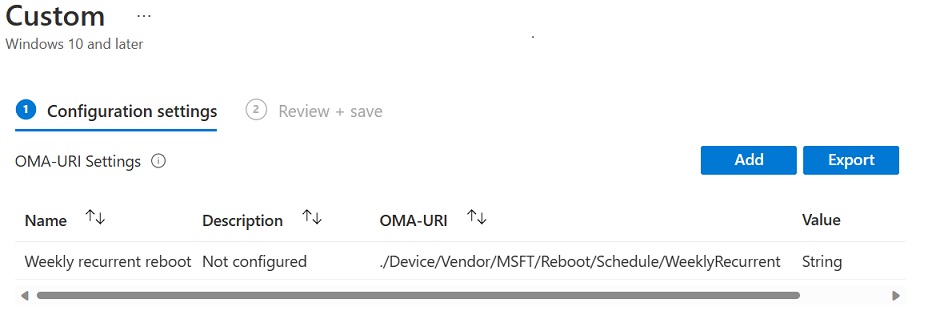 Custom ...
Windows 10 and later
1 Configuration settings 2 Review + save
OMA-URI Settings Add Export
Name Description OMA-URI Value
Weekly recurrent reboot Not configured ./Device/Vendor/MSFT/Reboot/Schedule/WeeklyRecurrent String